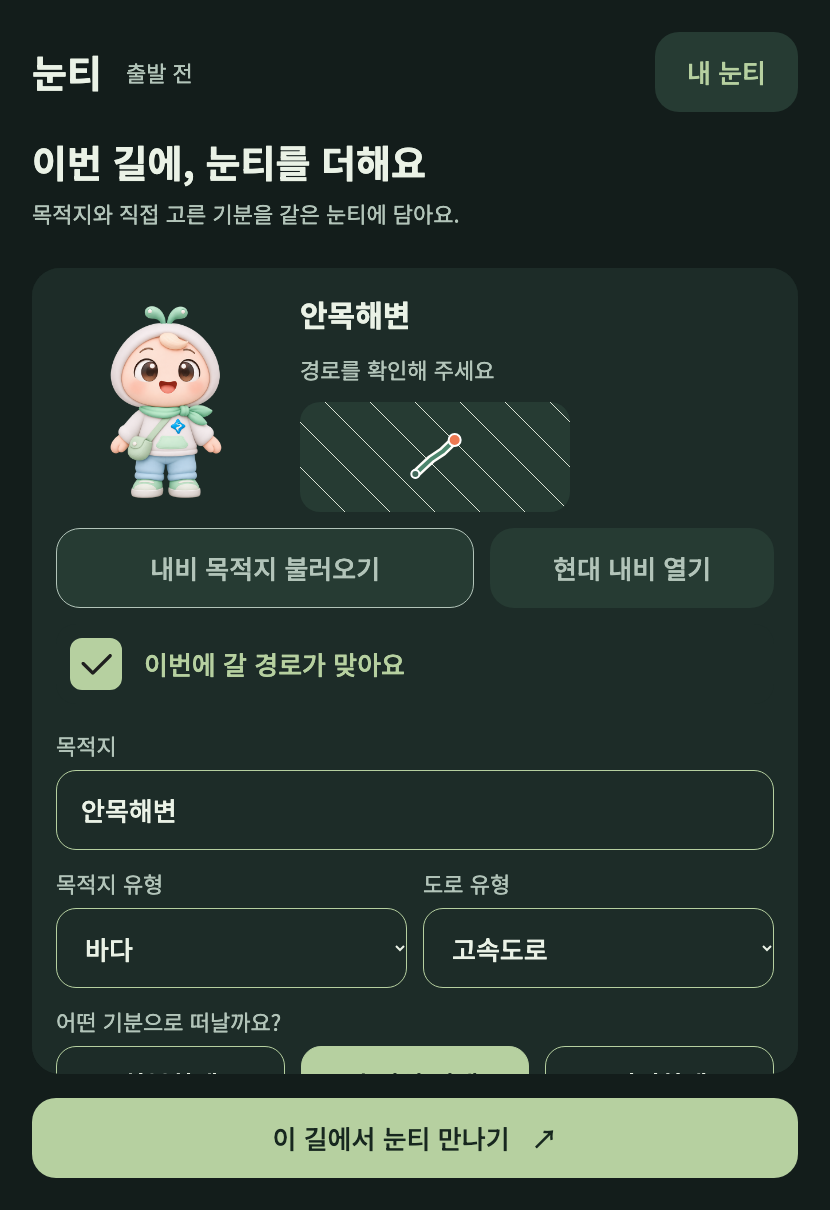 눈티 출발 전
내 눈티
이번 길에, 눈티를 더해요
목적지와 직접 고른 기분을 같은 눈티에 담아요.
안목해변
경로를 확인해 주세요
내비 목적지 불러오기
현대 내비 열기
이번에 갈 경로가 맞아요
목적지
안목해변
목적지 유형
도로 유형
바다
고속도로
어떤 기분으로 떠날까요?
이 길에서 눈티 만나기 ↗